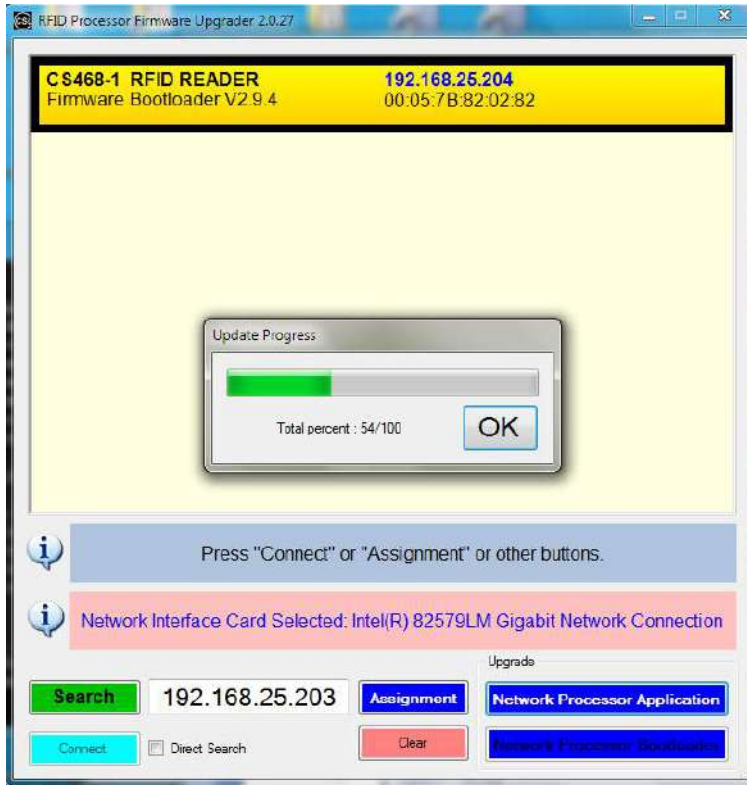 RFID Processor Firmware Upgrader 2.0.27
CS468-1 RFID READER 192.168.25.204
Firmware Bootloader V2.9.4 00:05:7B:82:02:82
Update Progress
Total percent : 54/100
OK
Press "Connect" or "Assignment" or other buttons.
Network Interface Card Selected: Intel(R) 82579LM Gigabit Network Connection
Upgrade
Search 192.168.25.203 Assignment Network Processor Application
Connect Direct Search Clear Network Processor Bootloader